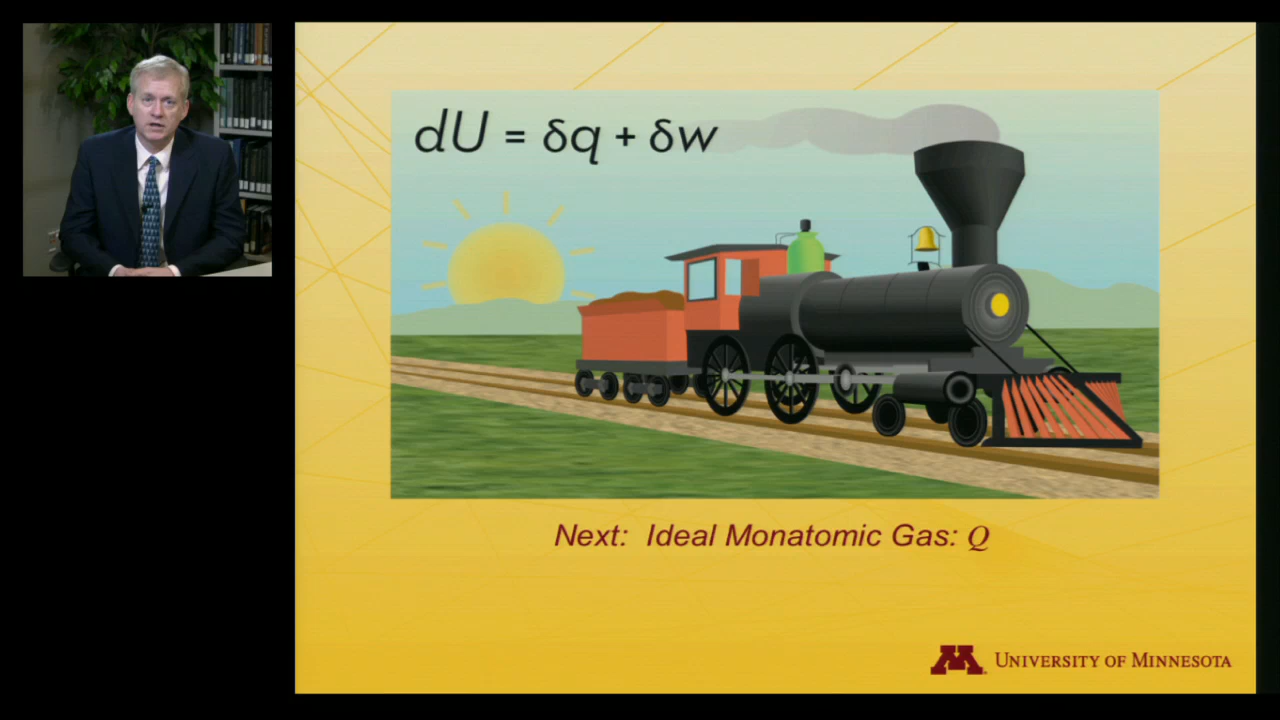 dU = δq + δw
Next: Ideal Monatomic Gas: Q
UNIVERSITY OF MINNESOTA